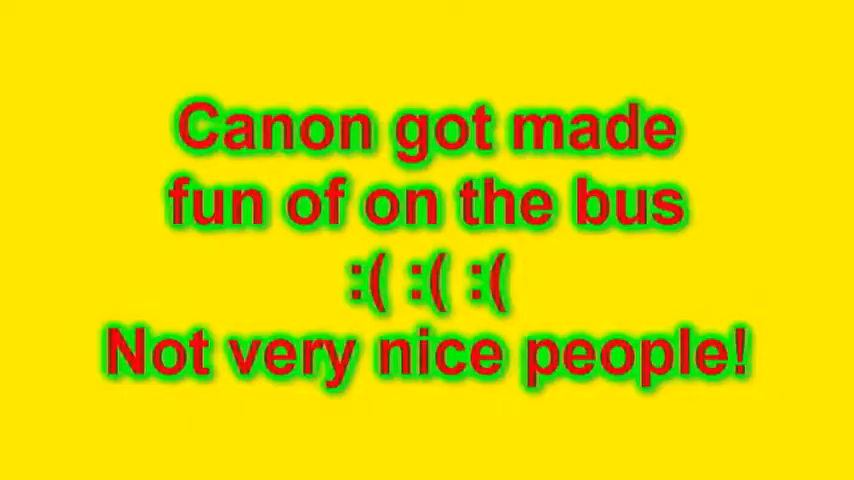 Canon got made
fun of on the bus
:( :( :(
Not very nice people!